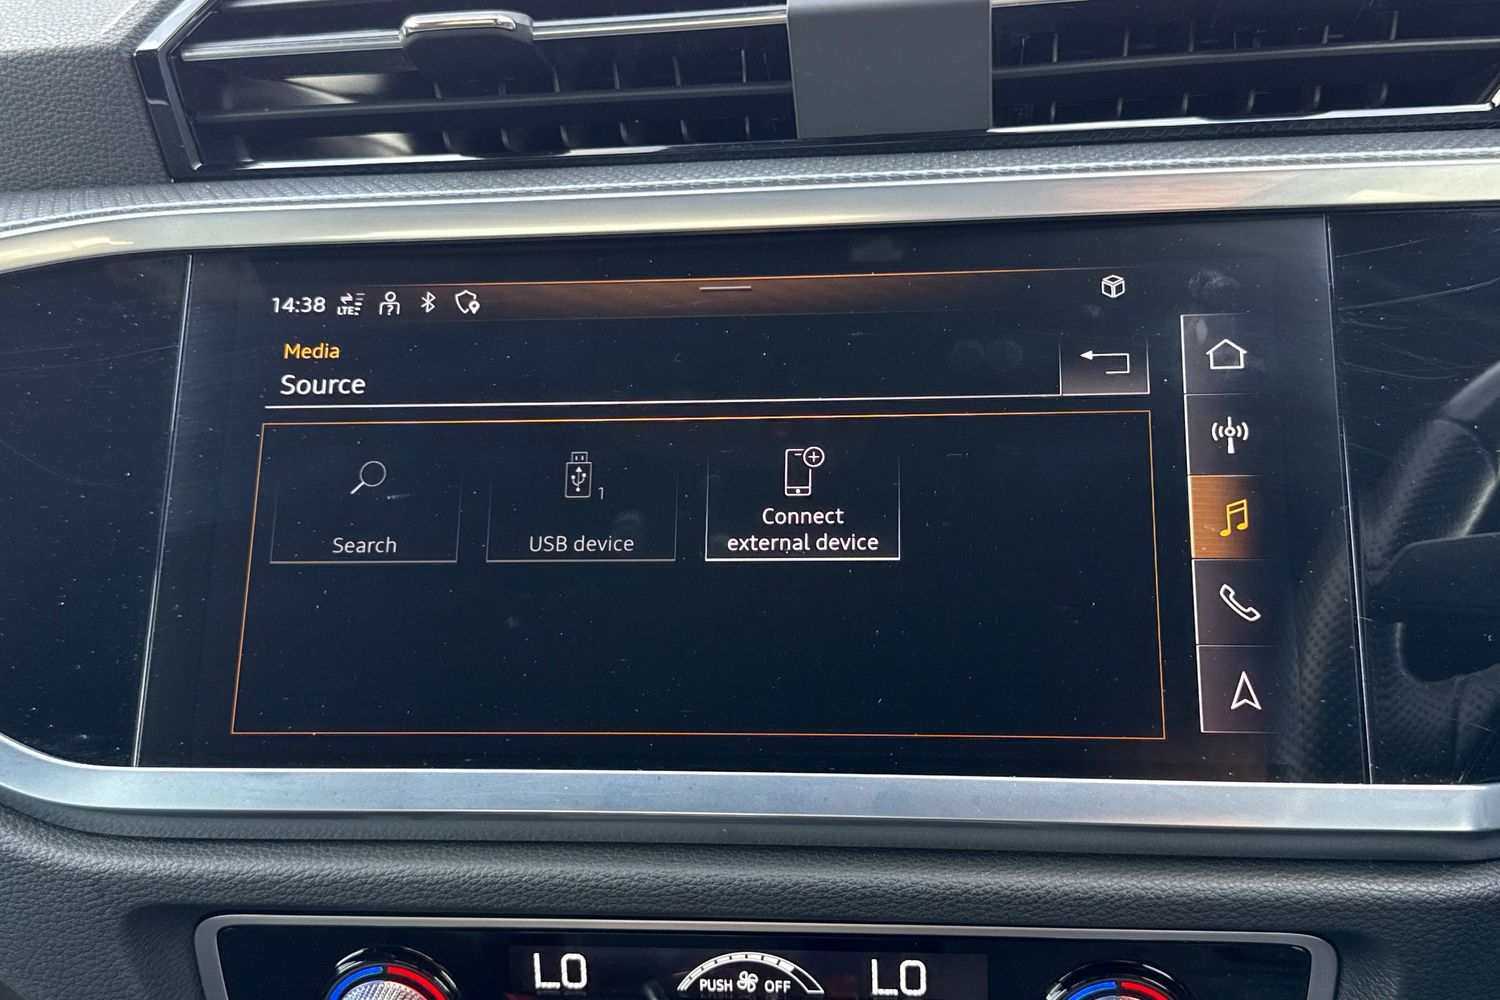 14:38 LTE
Media
Source
Search
1
USB device
Connect
external device
LO PUSH OFF LO